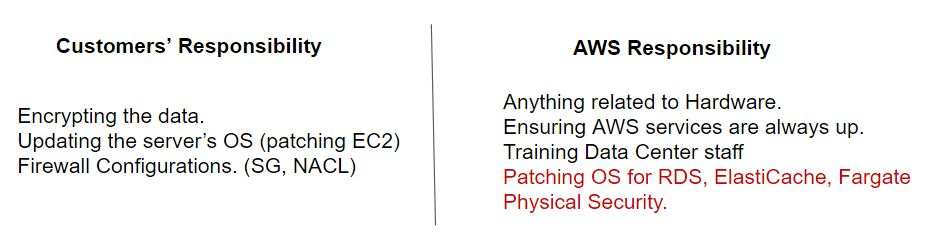 Customers’ Responsibility
Encrypting the data.
Updating the server’s OS (patching EC2)
Firewall Configurations. (SG, NACL)
AWS Responsibility
Anything related to Hardware.
Ensuring AWS services are always up.
Training Data Center staff
Patching OS for RDS, ElastiCache, Fargate
Physical Security.